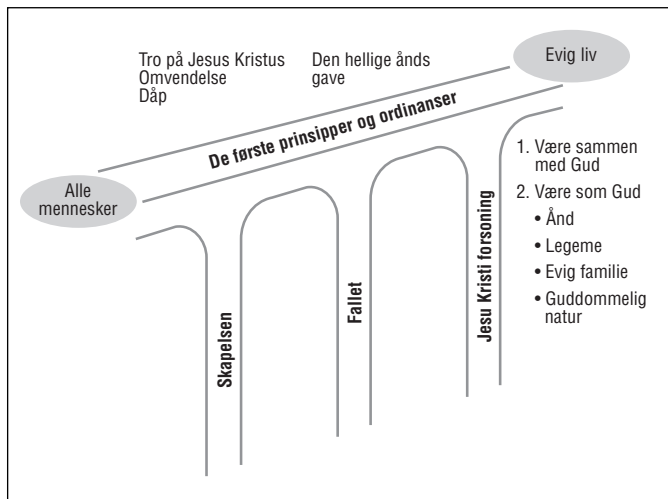 Tro på Jesus Kristus
Omvendelse
Dåp
Den hellige ånds
gave
Evig liv
De første prinsipper og ordinanser
Alle
mennesker
Skapelsen
Fallet
Jesu Kristi forsoning
1. Være sammen
med Gud
2. Være som Gud
• Ånd
• Legeme
• Evig familie
• Guddommelig
natur